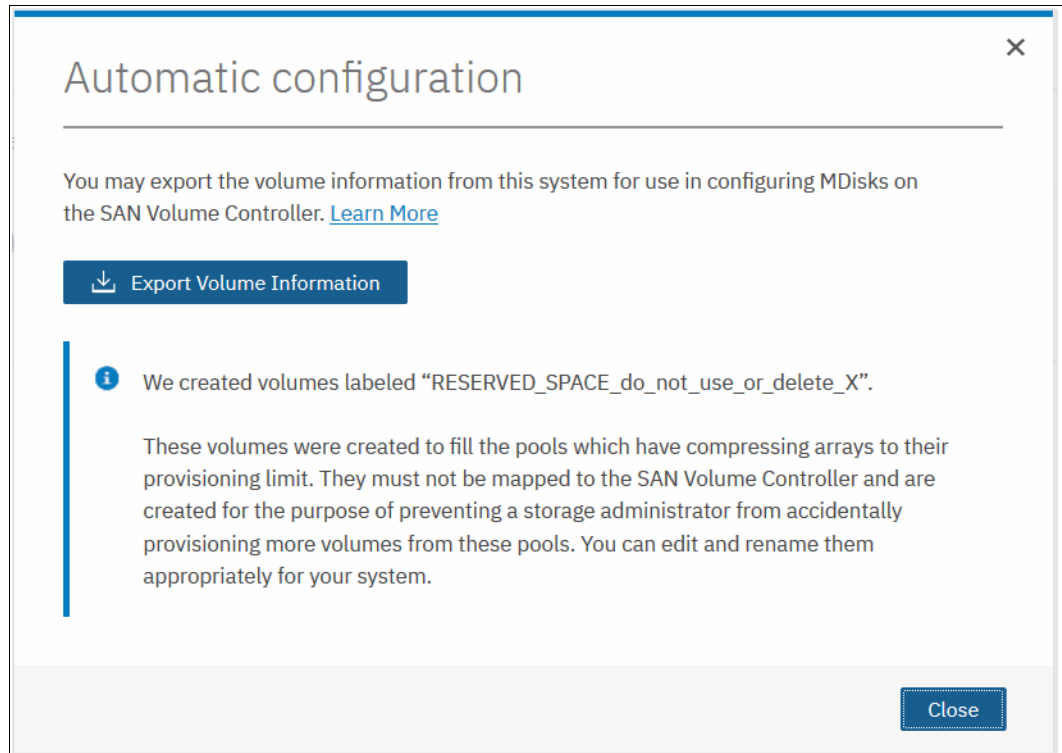 Automatic configuration
You may export the volume information from this system for use in configuring MDisks on
the SAN Volume Controller. Learn More
Export Volume Information
We created volumes labeled “RESERVED_SPACE_do_not_use_or_delete_X”.
These volumes were created to fill the pools which have compressing arrays to their
provisioning limit. They must not be mapped to the SAN Volume Controller and are
created for the purpose of preventing a storage administrator from accidentally
provisioning more volumes from these pools. You can edit and rename them
appropriately for your system.
Close